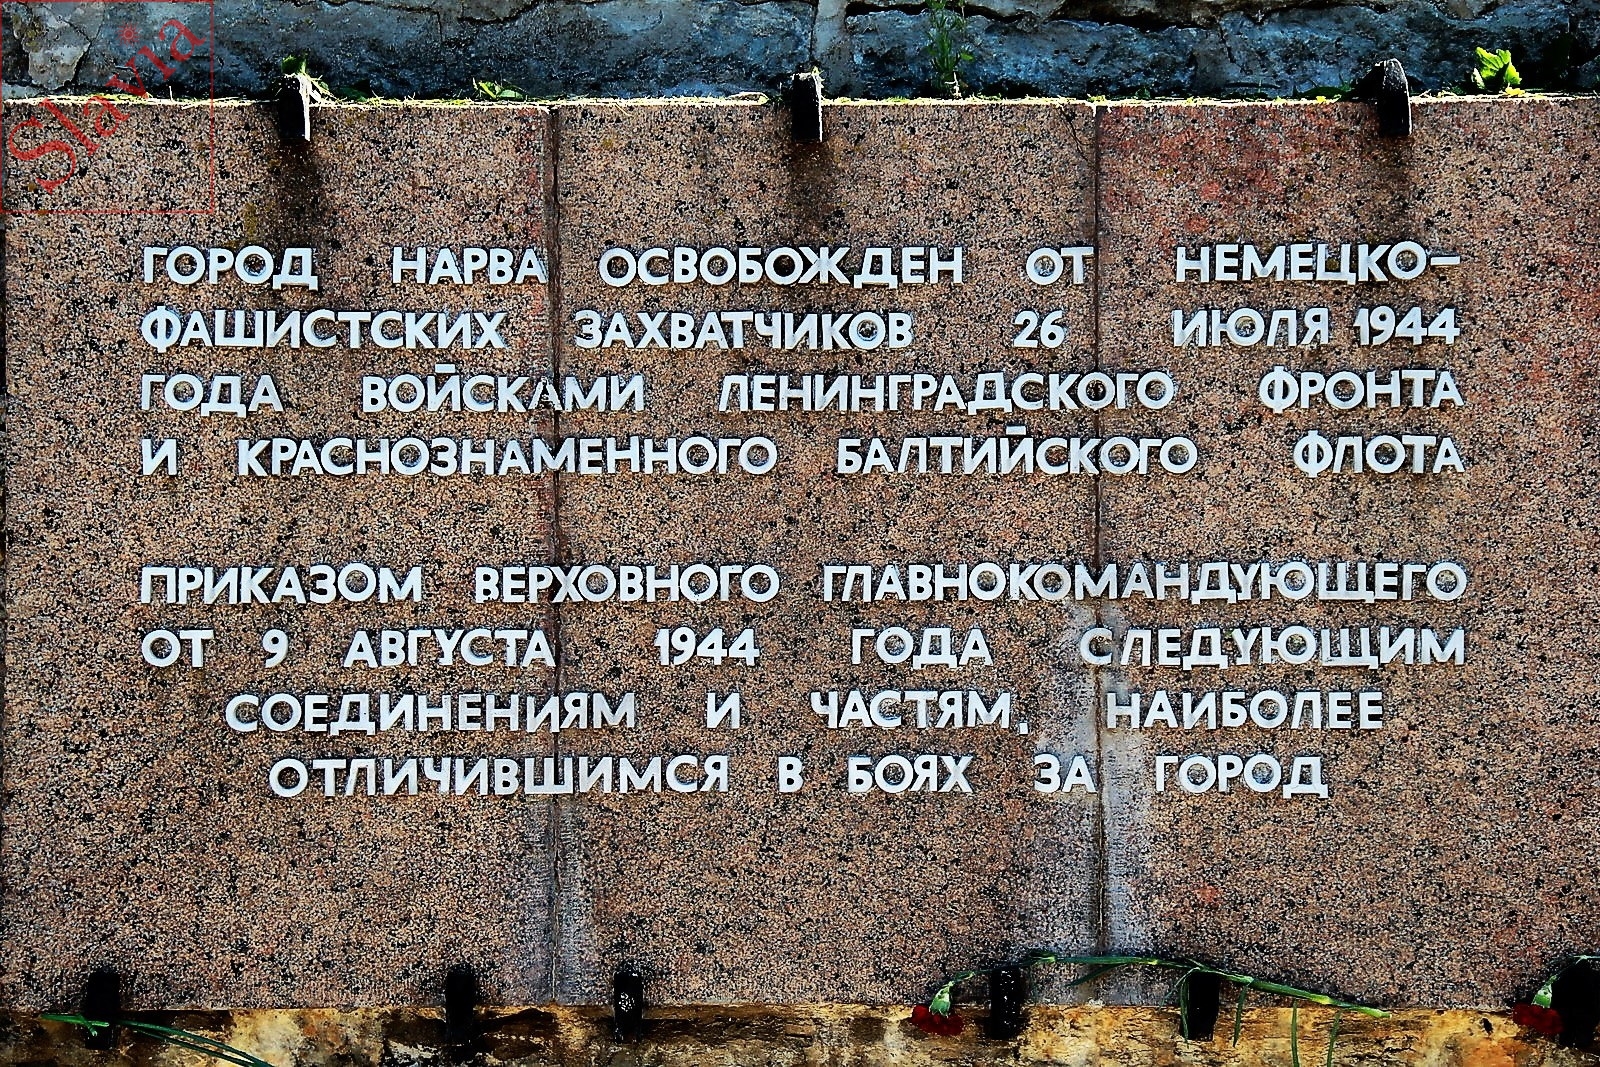 Slavia
ГОРОД НАРВА ОСВОБОЖДЕН ОТ НЕМЕЦКО-
ФАШИСТСКИХ ЗАХВАТЧИКОВ 26 ИЮЛЯ 1944
ГОДА ВОЙСКАМИ ЛЕНИНГРАДСКОГО ФРОНТА
И КРАСНОЗНАМЕННОГО БАЛТИЙСКОГО ФЛОТА
ПРИКАЗОМ ВЕРХОВНОГО ГЛАВНОКОМАНДУЮЩЕГО
ОТ 9 АВГУСТА 1944 ГОДА СЛЕДУЮЩИМ
СОЕДИНЕНИЯМ И ЧАСТЯМ, НАИБОЛЕЕ
ОТЛИЧИВШИМСЯ В БОЯХ ЗА ГОРОД